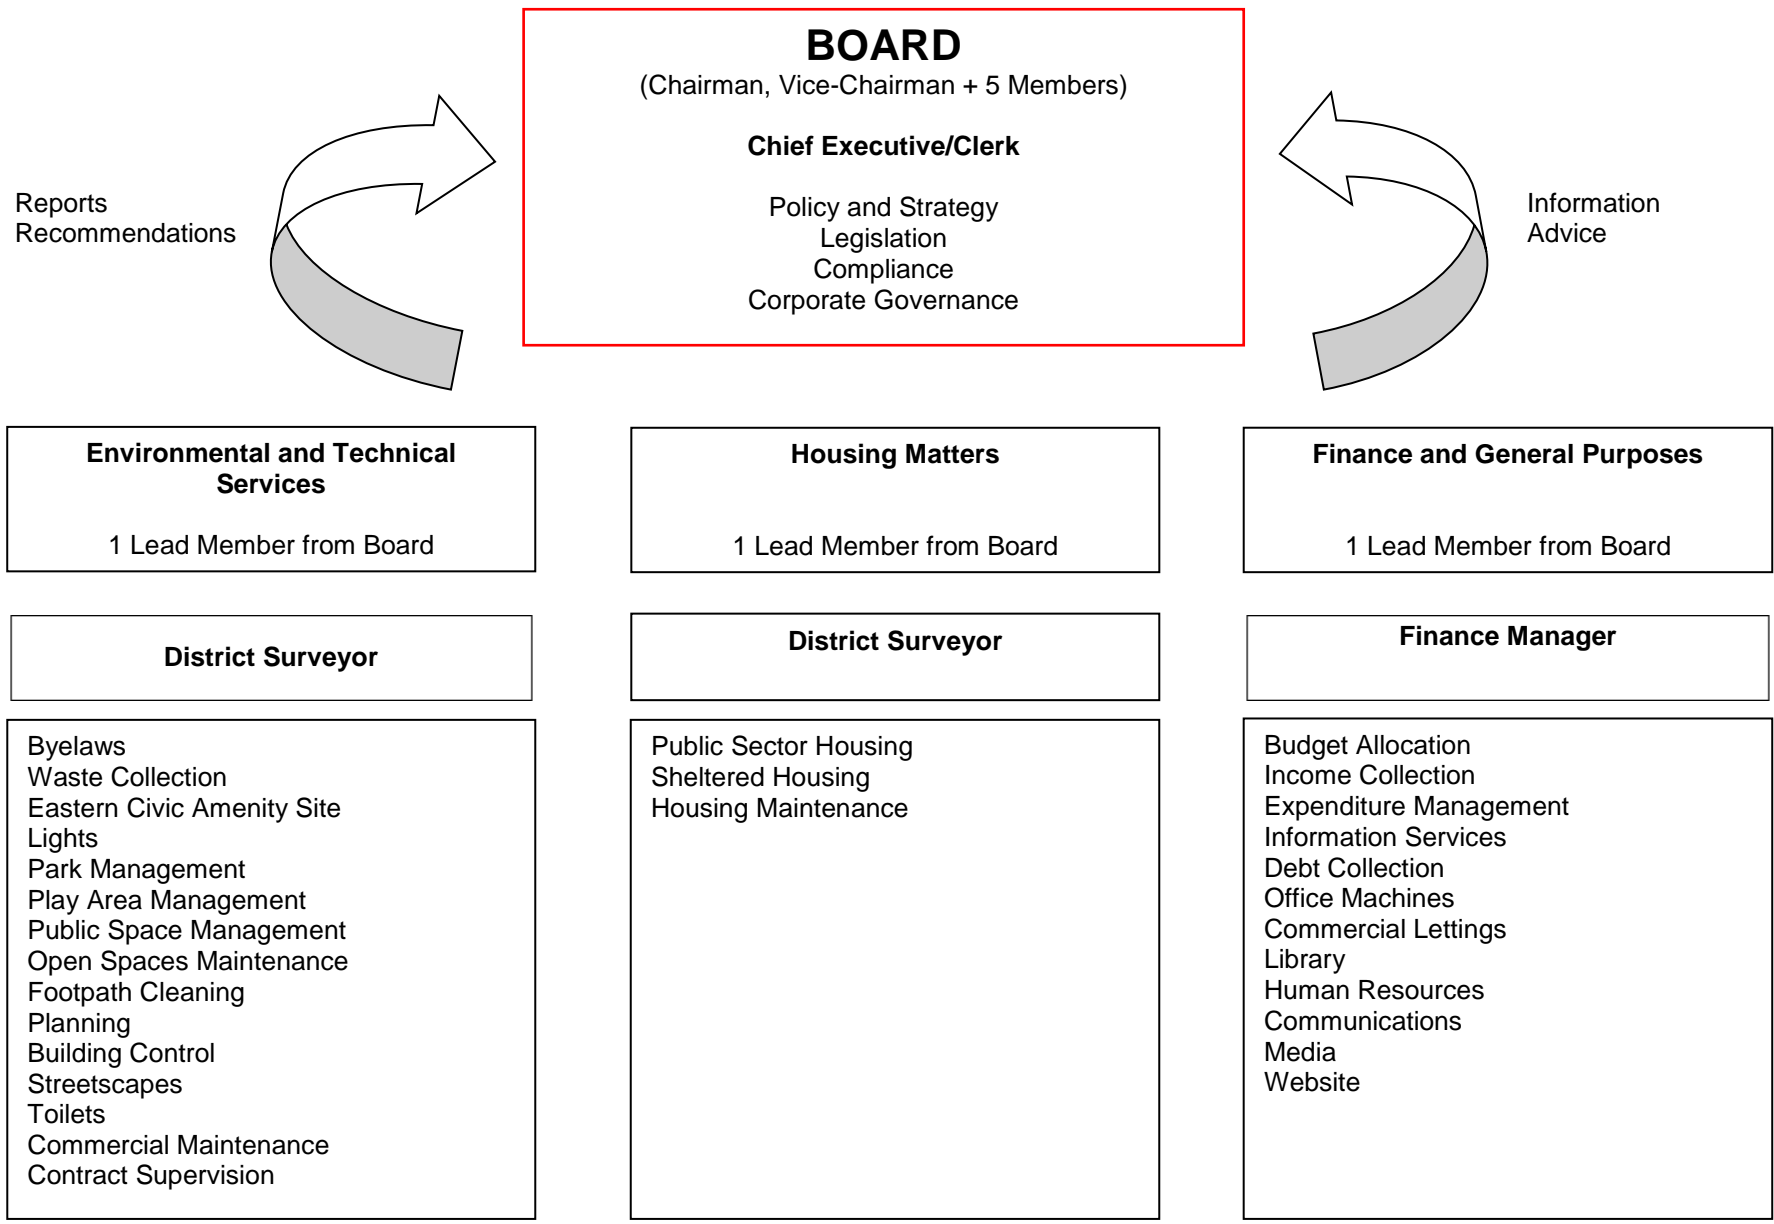 BOARD
(Chairman, Vice-Chairman + 5 Members)
Chief Executive/Clerk
Policy and Strategy
Legislation
Compliance
Corporate Governance
Reports
Recommendations
Information
Advice
Environmental and Technical
Services
1 Lead Member from Board
Housing Matters
1 Lead Member from Board
Finance and General Purposes
1 Lead Member from Board
District Surveyor
District Surveyor
Finance Manager
Byelaws
Waste Collection
Eastern Civic Amenity Site
Lights
Park Management
Play Area Management
Public Space Management
Open Spaces Maintenance
Footpath Cleaning
Planning
Building Control
Streetscapes
Toilets
Commercial Maintenance
Contract Supervision
Public Sector Housing
Sheltered Housing
Housing Maintenance
Budget Allocation
Income Collection
Expenditure Management
Information Services
Debt Collection
Office Machines
Commercial Lettings
Library
Human Resources
Communications
Media
Website